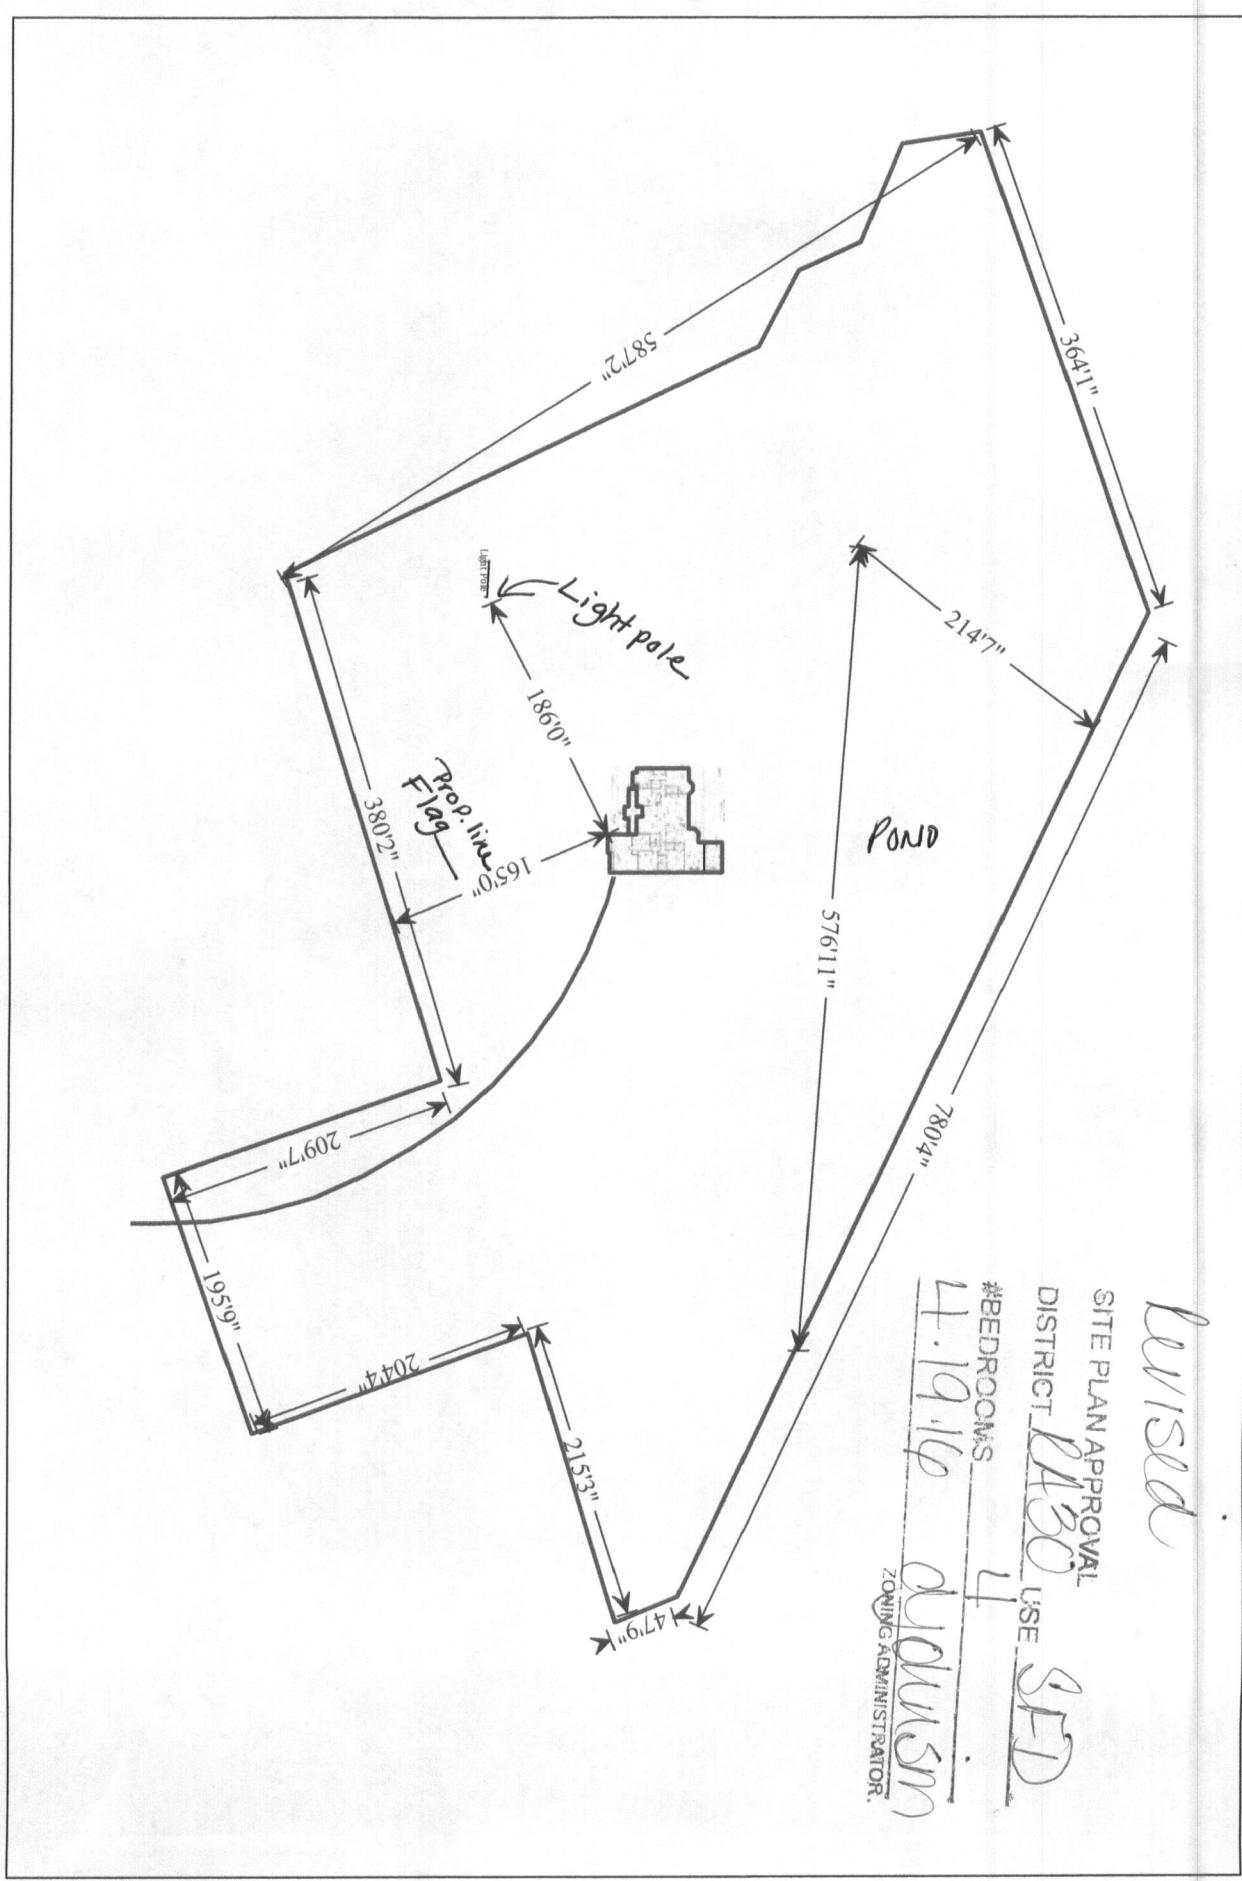 Revised
SITE PLAN APPROVAL
DISTRICT RA30 USE SFD
#BEDROOMS 4
4.19.16
ZONING ADMINISTRATOR.
364'1"
587'2"
214'7"
Light Pole
Light pole
186'0"
Prop. line
Flag
380'2"
165'0"
POND
576'11"
780'4"
209'7"
195'9"
204'4"
215'3"
47'9"